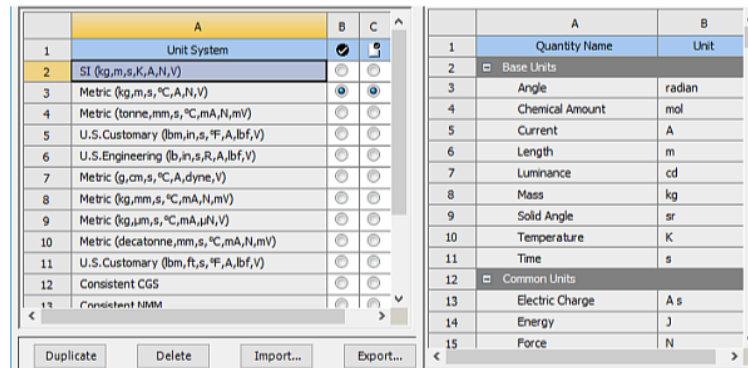 A B C
1 Unit System
2 SI (kg,m,s,K,A,N,V)
3 Metric (kg,m,s,°C,A,N,V)
4 Metric (tonne,mm,s,°C,mA,N,mV)
5 U.S.Customary (lbm,in,s,°F,A,lbf,V)
6 U.S.Engineering (lb,in,s,R,A,lbf,V)
7 Metric (g,cm,s,°C,A,dyne,V)
8 Metric (kg,mm,s,°C,mA,N,mV)
9 Metric (kg,µm,s,°C,mA,µN,V)
10 Metric (decatonne,mm,s,°C,mA,N,mV)
11 U.S.Customary (lbm,ft,s,°F,A,lbf,V)
12 Consistent CGS
13 Consistent NMM
Duplicate Delete Import... Export...
A B
1 Quantity Name Unit
2 Base Units
3 Angle radian
4 Chemical Amount mol
5 Current A
6 Length m
7 Luminance cd
8 Mass kg
9 Solid Angle sr
10 Temperature K
11 Time s
12 Common Units
13 Electric Charge A s
14 Energy J
15 Force N